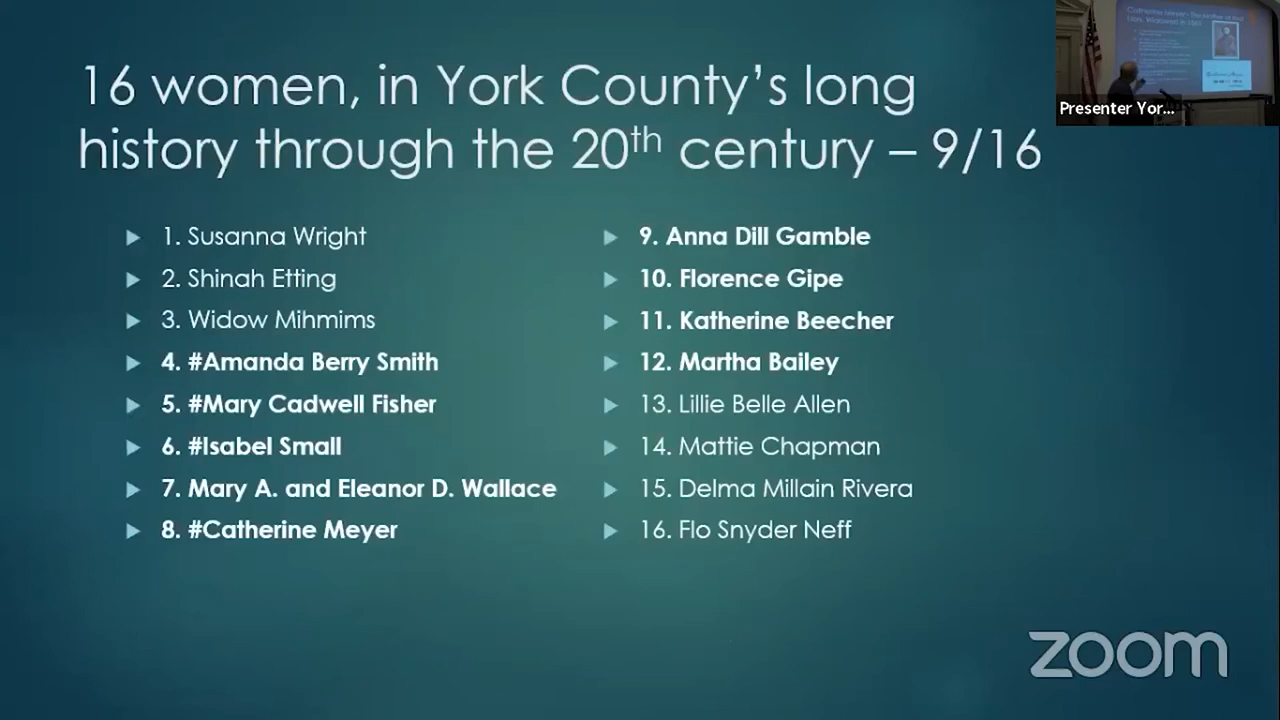 16 women, in York County's long
history through the 20th century – 9/16
1. Susanna Wright
2. Shinah Etting
3. Widow Mihmims
4. #Amanda Berry Smith
5. #Mary Cadwell Fisher
6. #Isabel Small
7. Mary A. and Eleanor D. Wallace
8. #Catherine Meyer
9. Anna Dill Gamble
10. Florence Gipe
11. Katherine Beecher
12. Martha Bailey
13. Lillie Belle Allen
14. Mattie Chapman
15. Delma Millain Rivera
16. Flo Snyder Neff
Presenter Yor...
zoom